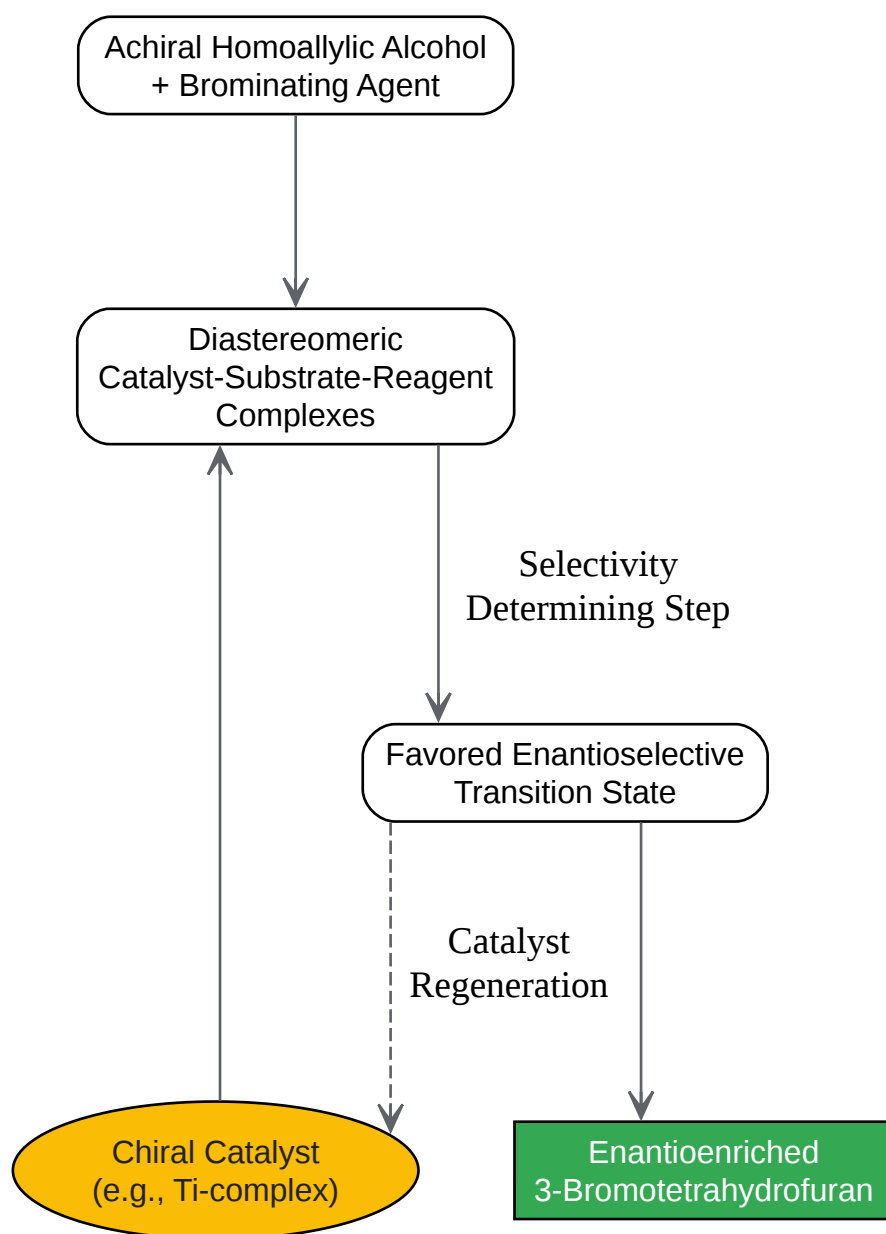 Achiral Homoallylic Alcohol
+ Brominating Agent
Diastereomeric
Catalyst-Substrate-Reagent
Complexes
Selectivity
Determining Step
Favored Enantioselective
Transition State
Catalyst
Regeneration
Chiral Catalyst
(e.g., Ti-complex)
Enantioenriched
3-Bromotetrahydrofuran